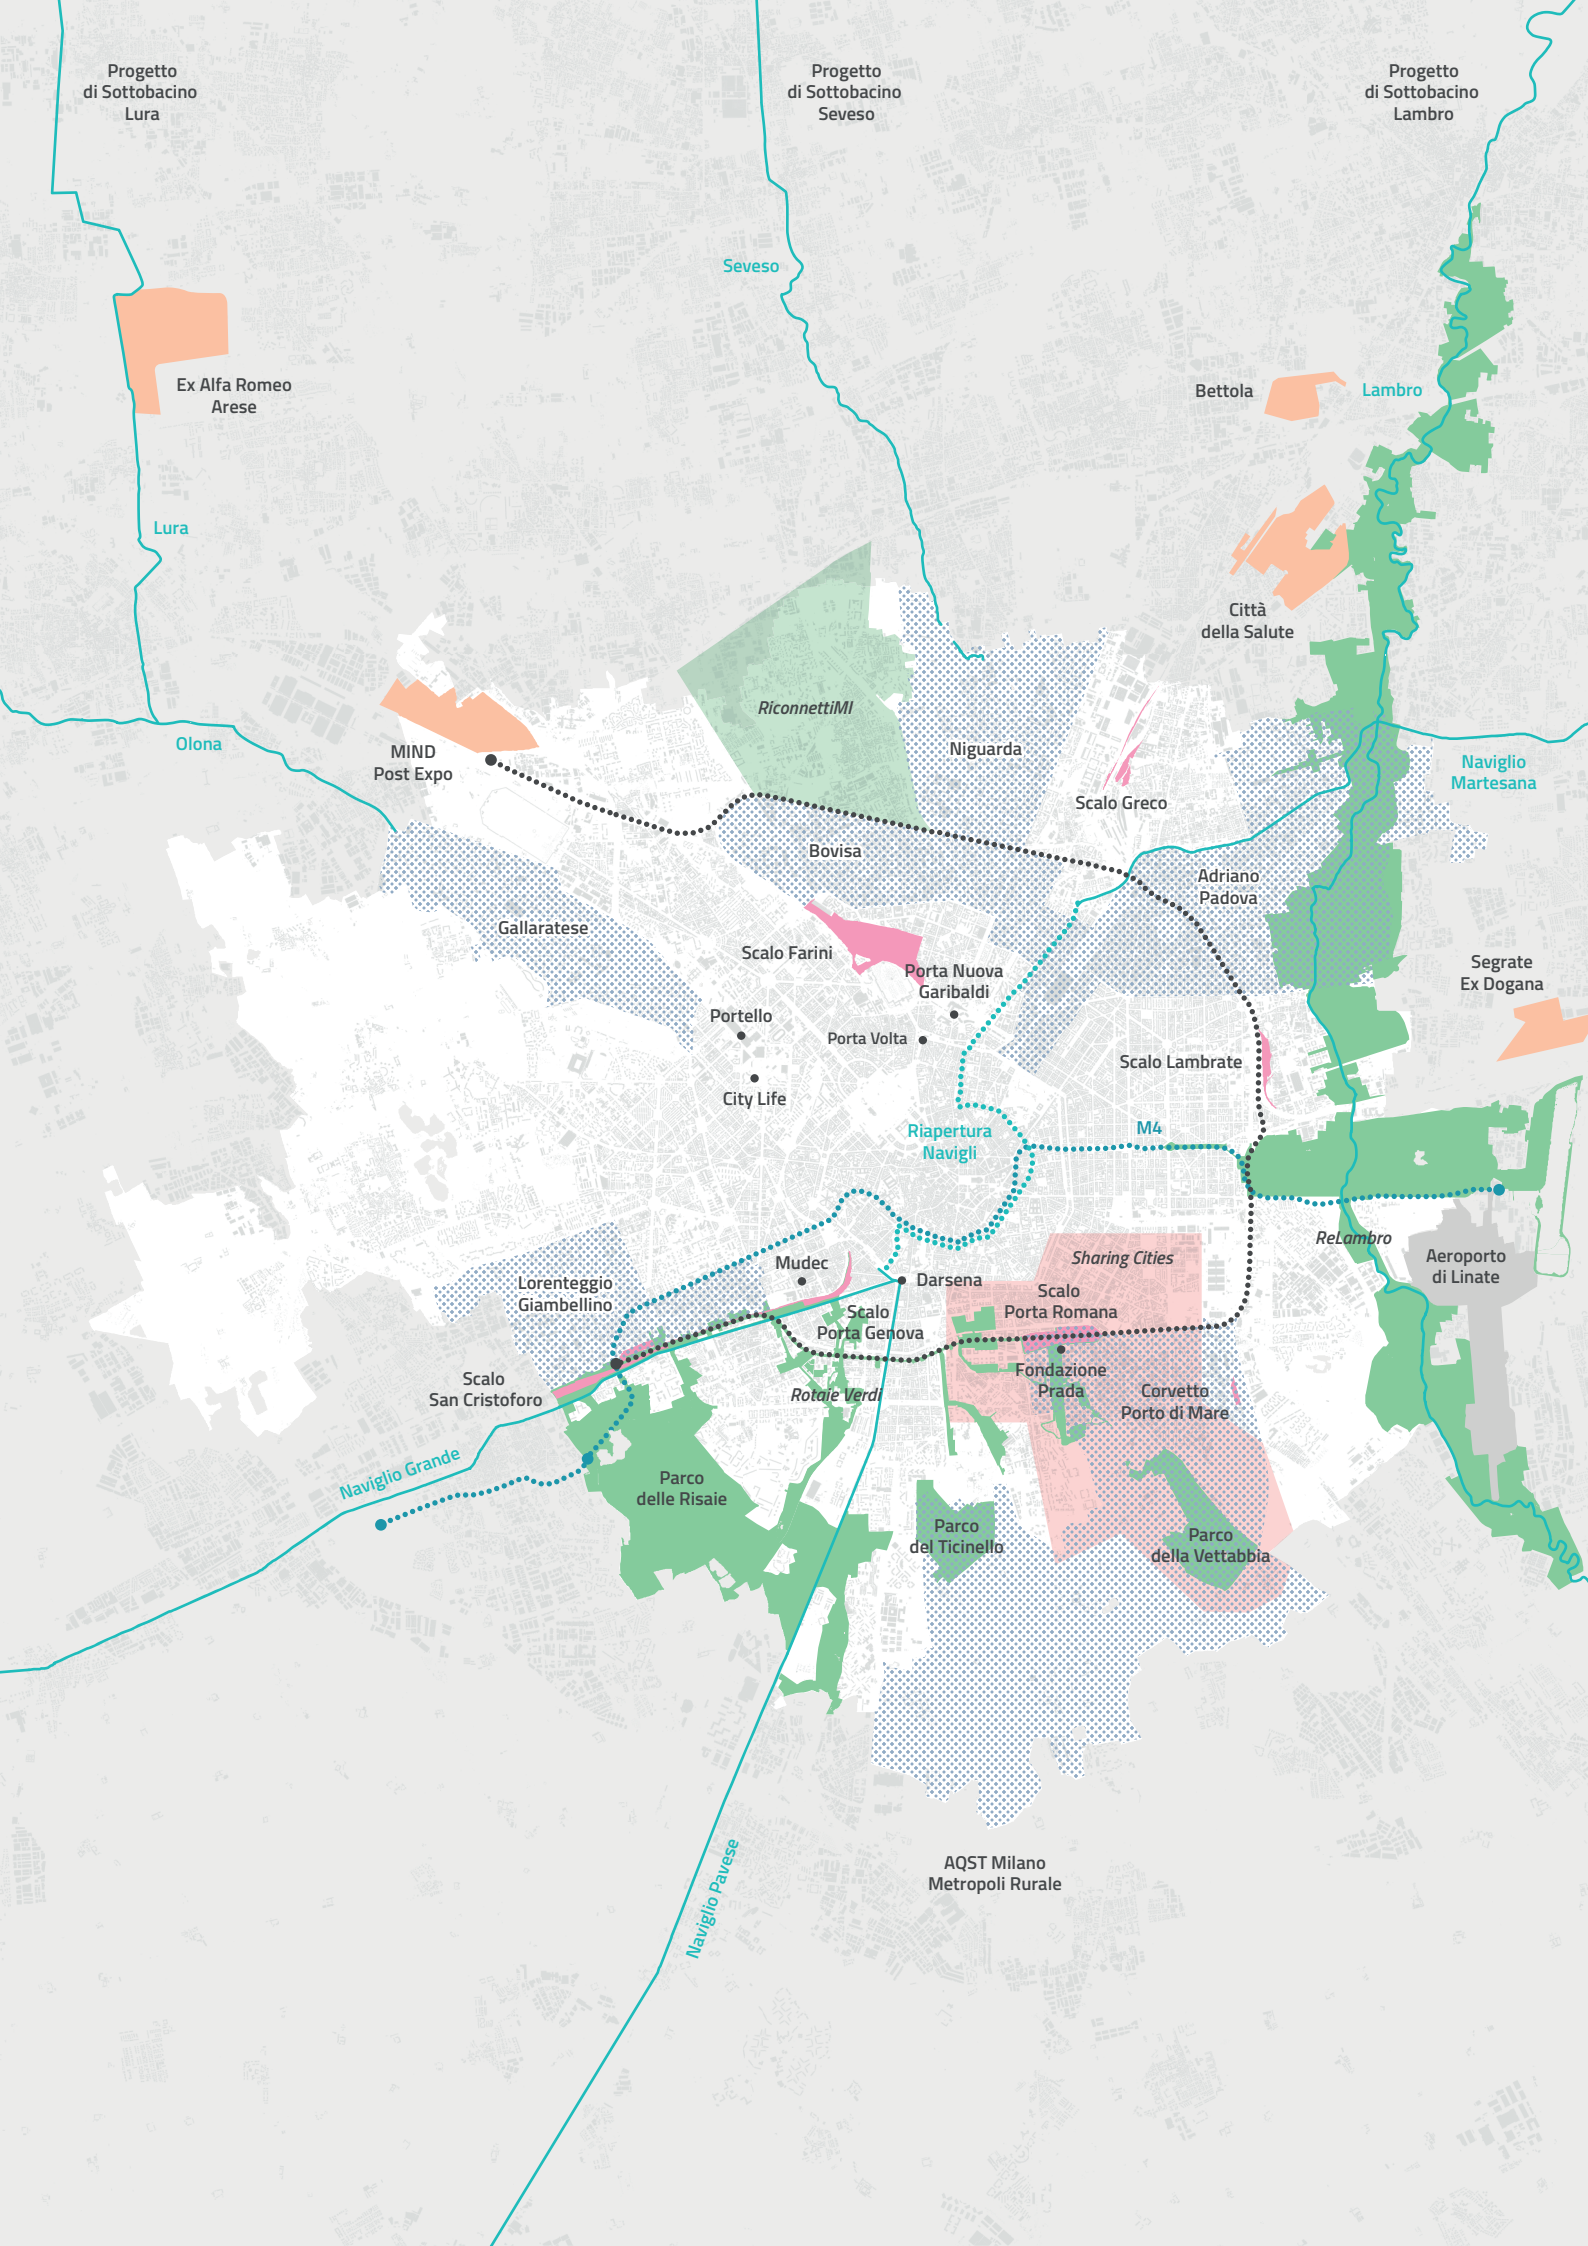 Progetto
di Sottobacino
Lura
Progetto
di Sottobacino
Seveso
Progetto
di Sottobacino
Lambro
Seveso
Ex Alfa Romeo
Arese
Bettola
Lambro
Lura
Città
della Salute
RiconnettiMI
Olona
MIND
Post Expo
Niguarda
Naviglio
Martesana
Scalo Greco
Bovisa
Adriano
Padova
Gallaratese
Scalo Farini
Porta Nuova
Garibaldi
Segrate
Ex Dogana
Portello
Porta Volta
Scalo Lambrate
City Life
Riapertura
Navigli
M4
ReLambro
Aeroporto
di Linate
Sharing Cities
Mudec
Darsena
Lorenteggio
Giambellino
Scalo
Porta Romana
Scalo
Porta Genova
Fondazione
Prada
Scalo
San Cristoforo
Rotaie Verdi
Corvetto
Porto di Mare
Naviglio Grande
Parco
delle Risaie
Parco
del Ticinello
Parco
della Vettabbia
AQST Milano
Metropoli Rurale
Naviglio Pavese